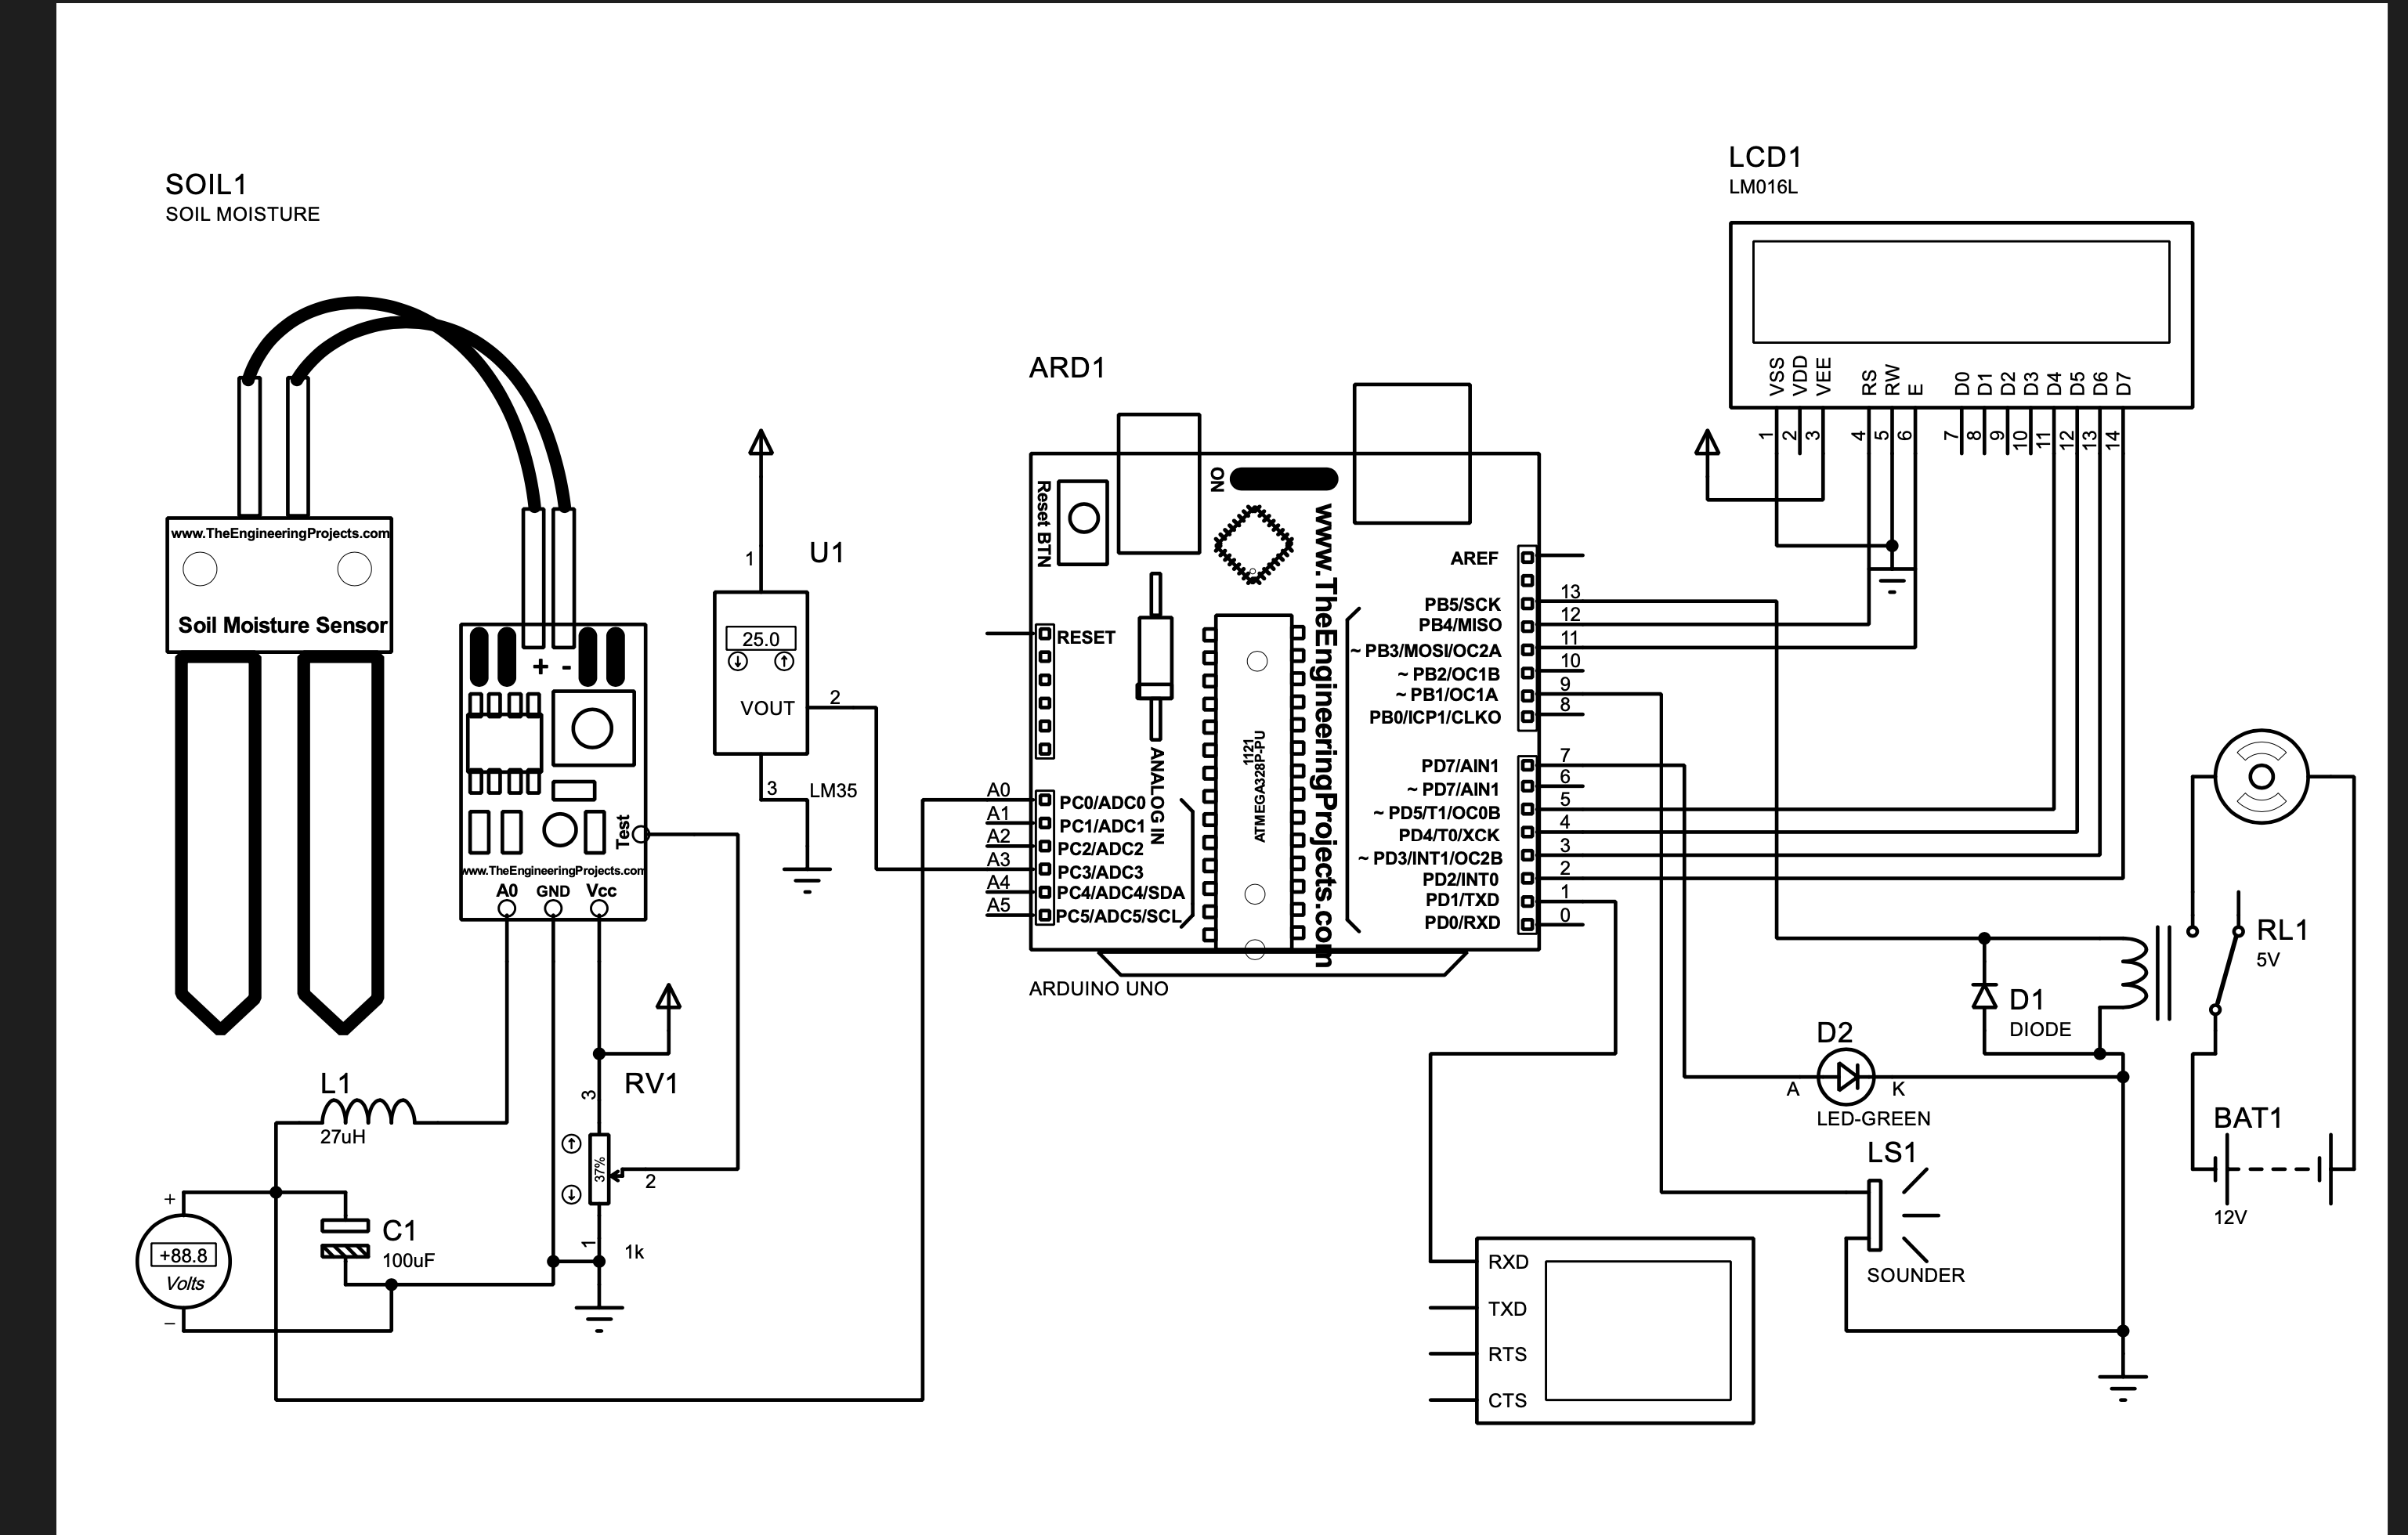 SOIL1
SOIL MOISTURE
www.TheEngineeringProjects.com
Soil Moisture Sensor
+ -
Test
www.TheEngineeringProjects.com
A0 GND Vcc
L1
27uH
+
+88.8
Volts
–
C1
100uF
RV1
3
37%
2
1
1k
U1
1
25.0
VOUT
2
3
LM35
ARD1
Reset BTN
ON
www.TheEngineeringProjects.com
ANALOG IN
1121
ATMEGA328P-PU
RESET
A0 PC0/ADC0
A1 PC1/ADC1
A2 PC2/ADC2
A3 PC3/ADC3
A4 PC4/ADC4/SDA
A5 PC5/ADC5/SCL
AREF
PB5/SCK 13
PB4/MISO 12
~ PB3/MOSI/OC2A 11
~ PB2/OC1B 10
~ PB1/OC1A 9
PB0/ICP1/CLKO 8
PD7/AIN1 7
~ PD7/AIN1 6
~ PD5/T1/OC0B 5
PD4/T0/XCK 4
~ PD3/INT1/OC2B 3
PD2/INT0 2
PD1/TXD 1
PD0/RXD 0
ARDUINO UNO
LCD1
LM016L
VSS VDD VEE RS RW E D0 D1 D2 D3 D4 D5 D6 D7
1 2 3 4 5 6 7 8 9 10 11 12 13 14
RL1
5V
D1
DIODE
D2
A K
LED-GREEN
BAT1
12V
LS1
SOUNDER
RXD
TXD
RTS
CTS